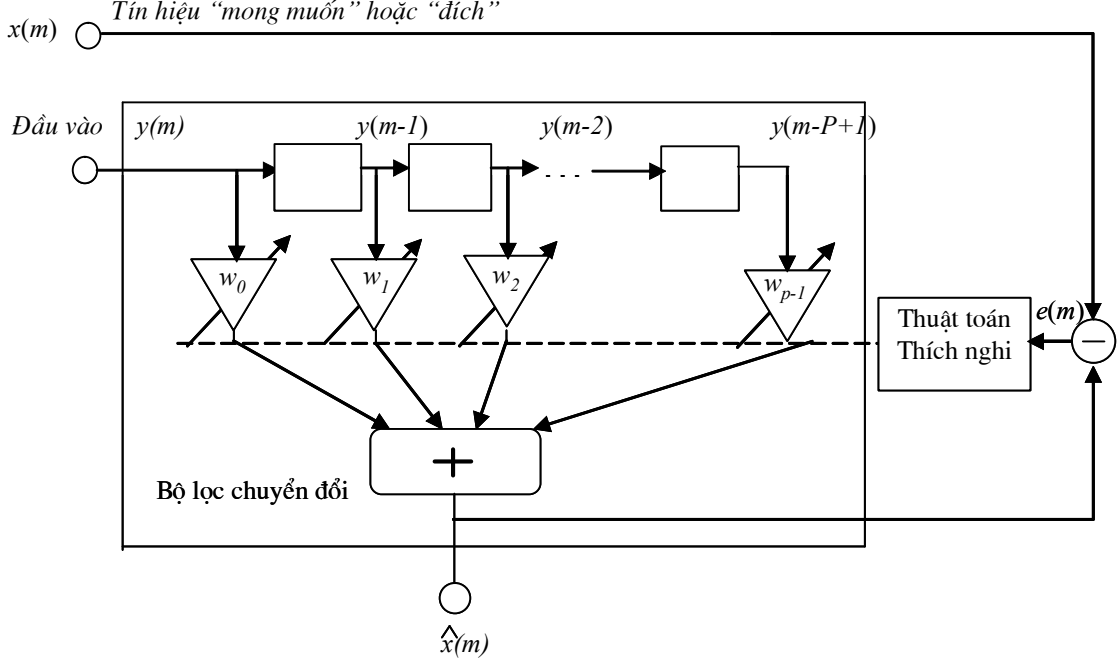 Tín hiệu “mong muốn” hoặc “đích”
x(m)
Đầu vào
y(m)
y(m-1)
y(m-2)
y(m-P+1)
. . .
w0
w1
w2
wp-1
Thuật toán
Thích nghi
e(m)
—
+
Bộ lọc chuyển đổi
x̂(m)